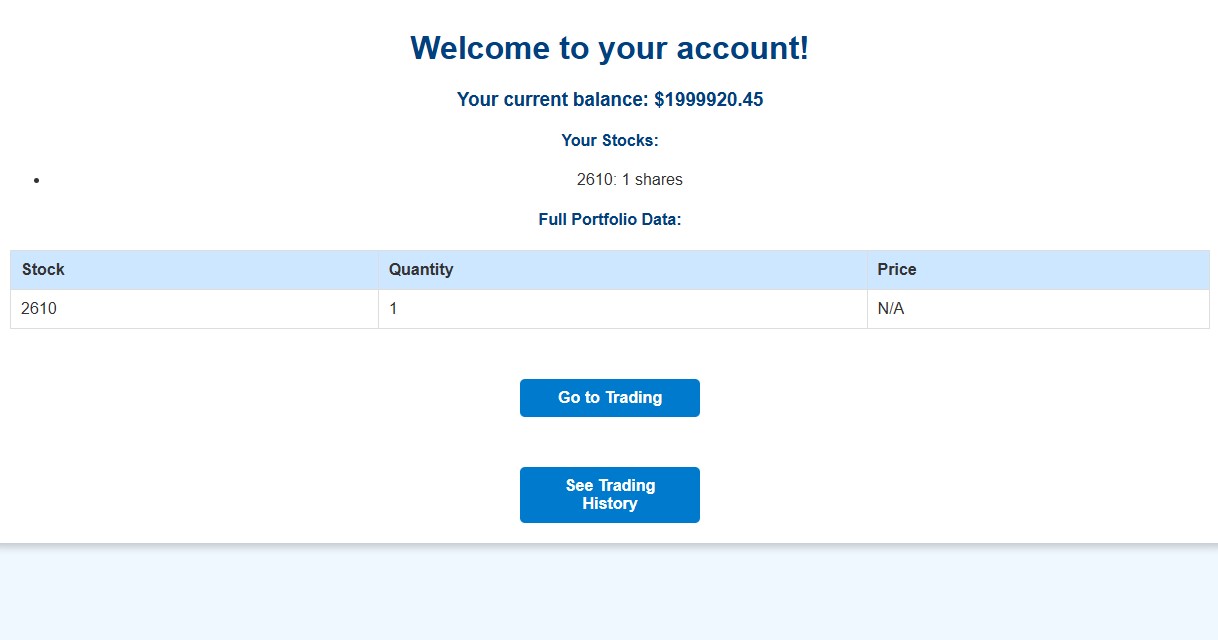 Welcome to your account!
Your current balance: $1999920.45
Your Stocks:
2610: 1 shares
Full Portfolio Data:
Stock Quantity Price
2610 1 N/A
Go to Trading
See Trading
History